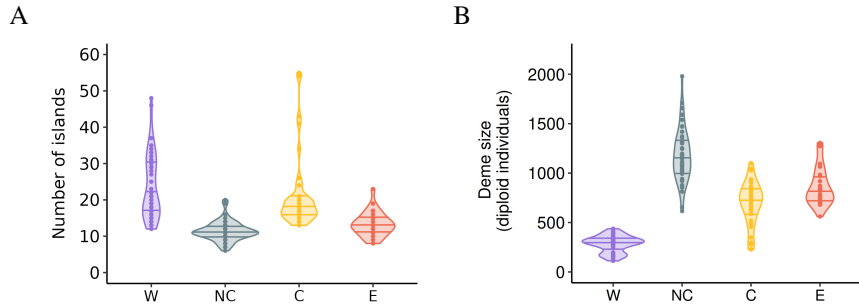 A
Number of islands
60
50
40
30
20
10
0
W NC C E
B
Deme size
(diploid individuals)
2000
1500
1000
500
0
W NC C E